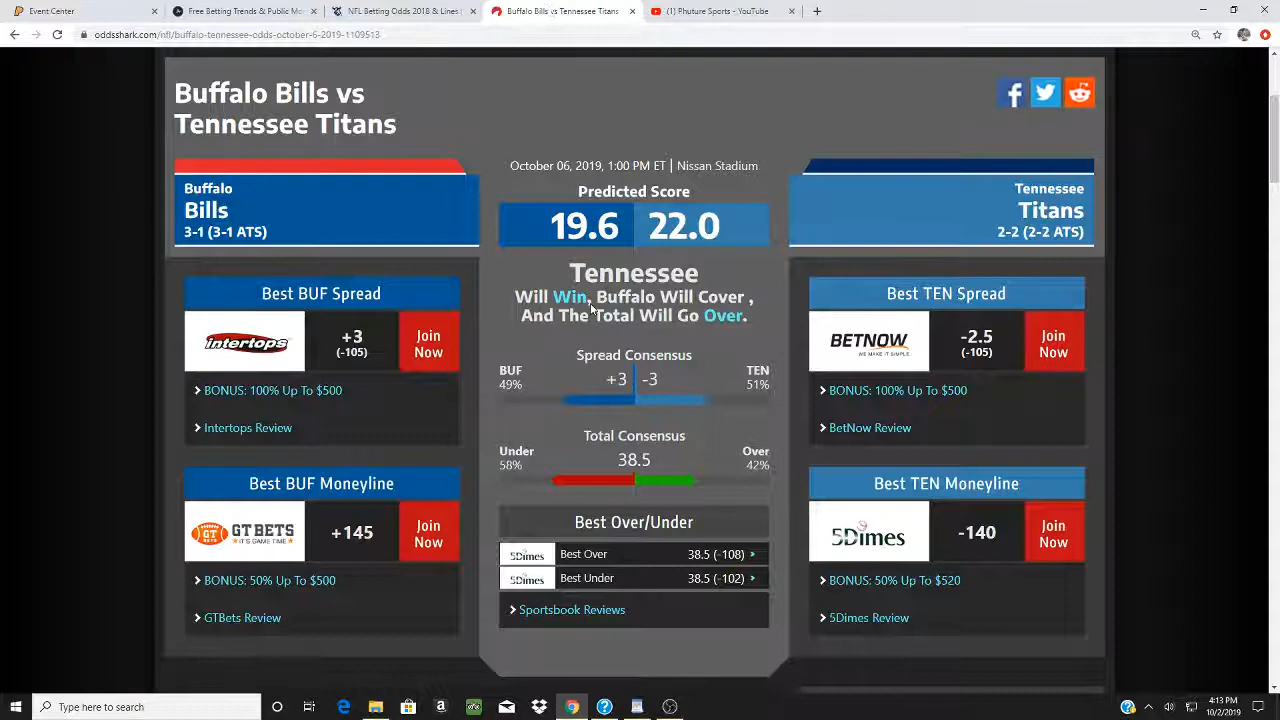 Event Center
Free Betting Trends & Public Mo
NFL Betting Odds 2018 & Lines |
Buffalo Bills vs Tennessee Titans
(1) Phuture Sports - YouTube
oddsshark.com/nfl/buffalo-tennessee-odds-october-6-2019-1109513
Buffalo Bills vs
Tennessee Titans
October 06, 2019, 1:00 PM ET | Nissan Stadium
Predicted Score
19.6 22.0
Buffalo
Bills
3-1 (3-1 ATS)
Tennessee
Titans
2-2 (2-2 ATS)
Tennessee
Will Win, Buffalo Will Cover ,
And The Total Will Go Over.
Spread Consensus
BUF
49%
+3 -3
TEN
51%
Total Consensus
Under
58%
38.5
Over
42%
Best Over/Under
5Dimes Best Over 38.5 (-108)
5Dimes Best Under 38.5 (-102)
Sportsbook Reviews
Best BUF Spread
intertops
+3
(-105)
Join
Now
BONUS: 100% Up To $500
Intertops Review
Best BUF Moneyline
GT BETS
IT'S GAME TIME
+145
Join
Now
BONUS: 50% Up To $500
GTBets Review
Best TEN Spread
BETNOW
WE MAKE IT SIMPLE
-2.5
(-105)
Join
Now
BONUS: 100% Up To $500
BetNow Review
Best TEN Moneyline
5Dimes
-140
Join
Now
BONUS: 50% Up To $520
5Dimes Review
Type here to search
4:13 PM
10/2/2019